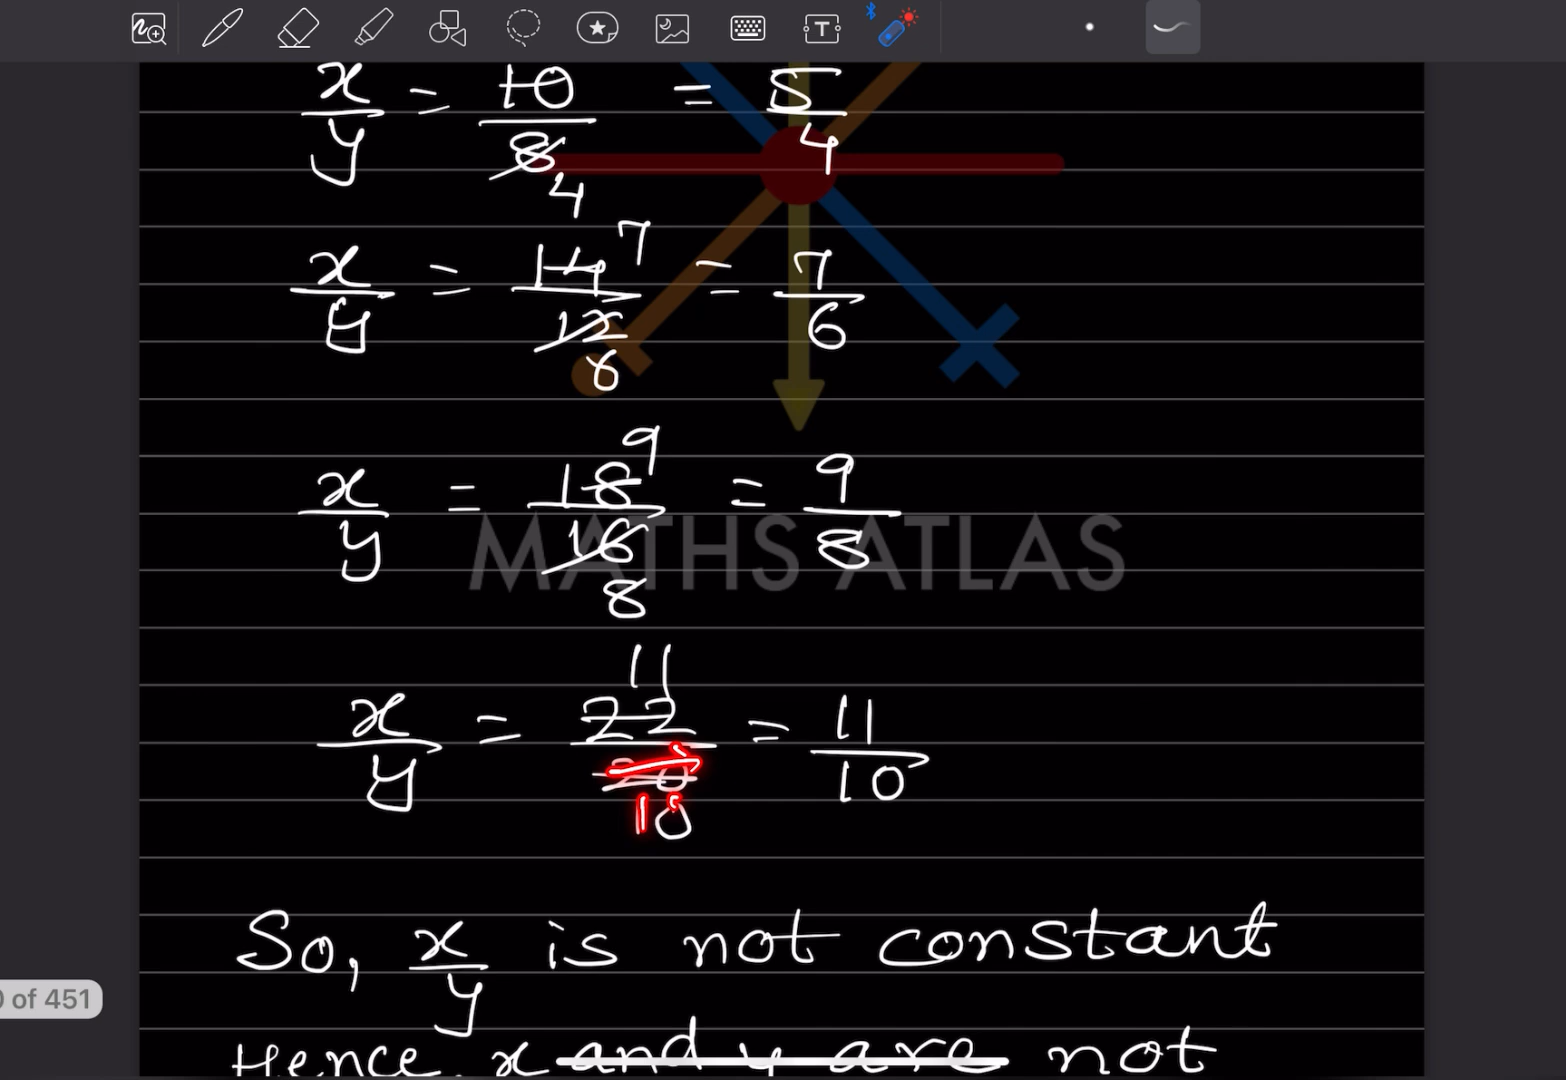 x/y = 10/8 4 = 5/4
x/y = 14 7/12 6 = 7/6
x/y = 18 9/16 8 = 9/8
MATHS ATLAS
x/y = 22 11/20 10 = 11/10
So, x/y is not constant
0 of 451
Hence, x and y are not